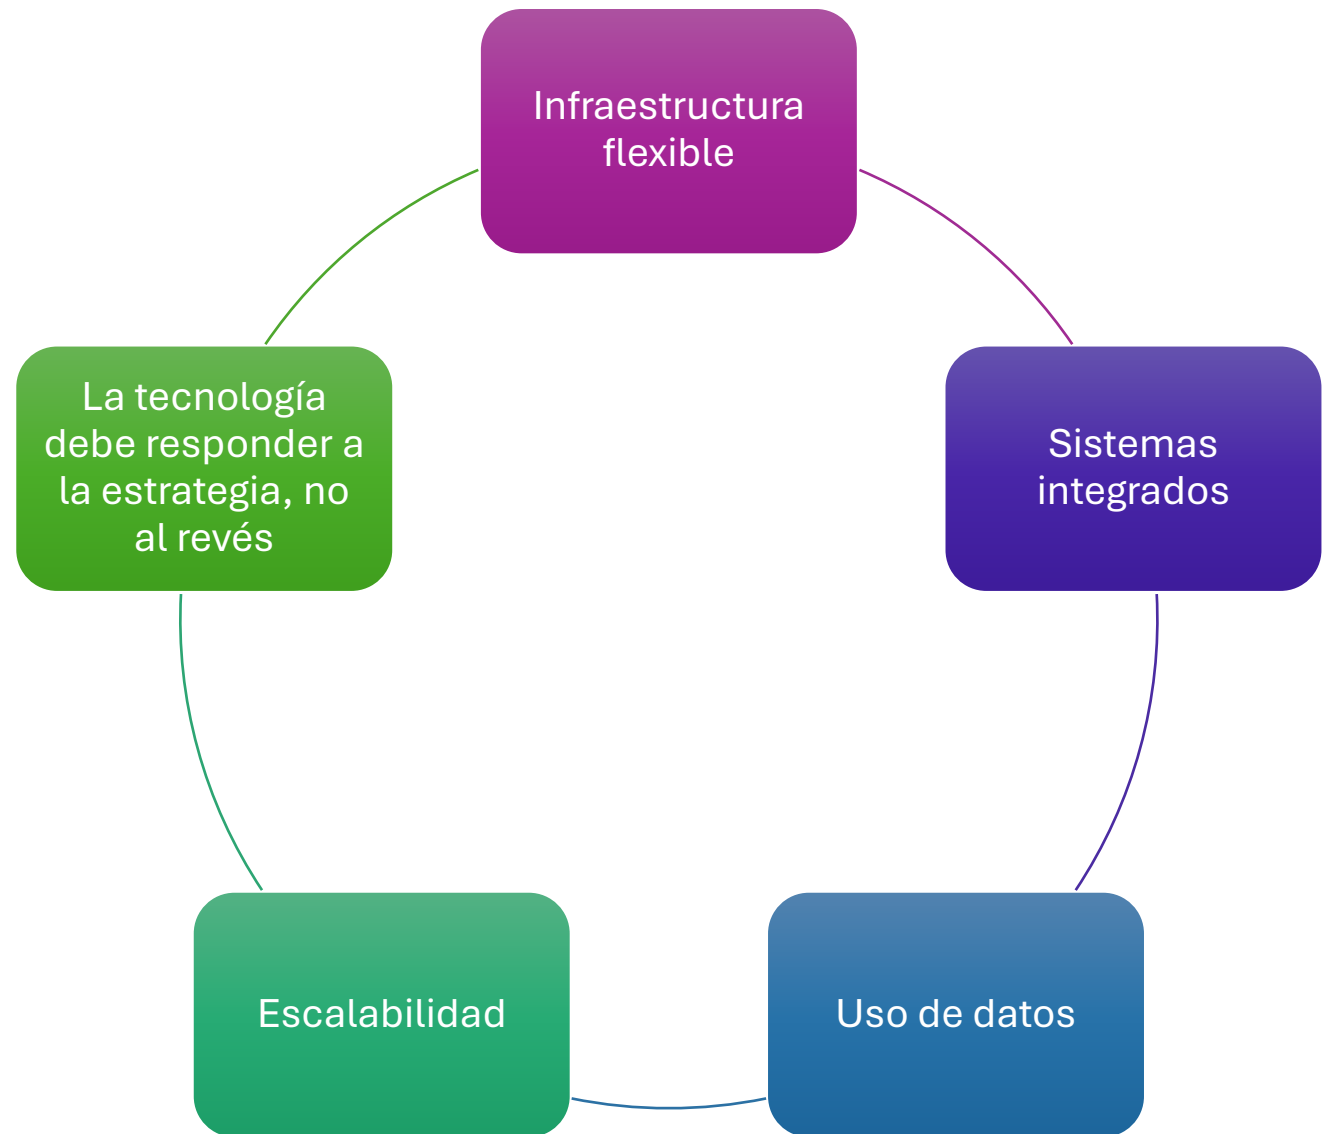 Infraestructura
flexible
Sistemas
integrados
Uso de datos
Escalabilidad
La tecnología
debe responder a
la estrategia, no
al revés